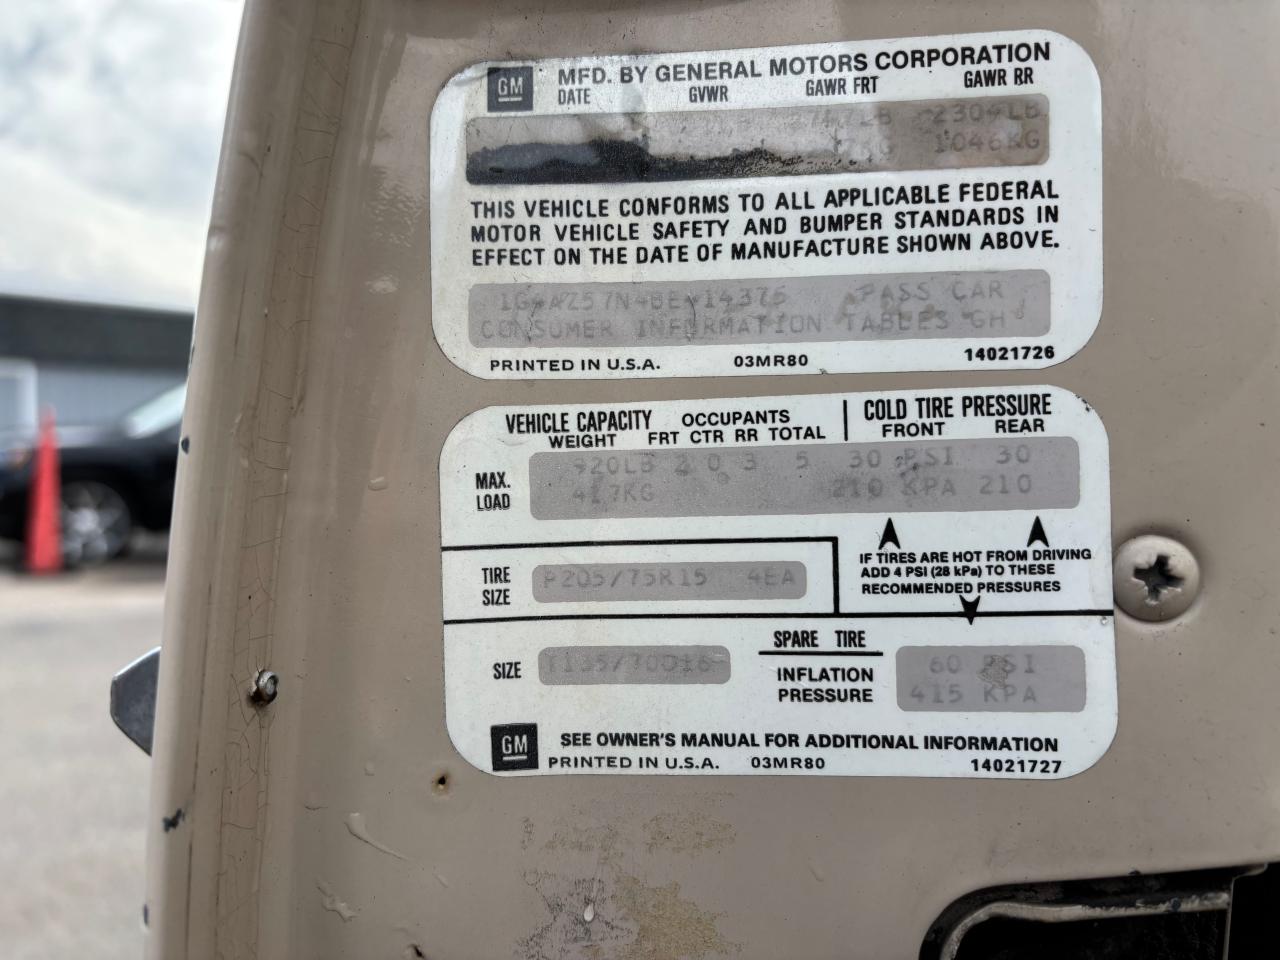 GM MFD. BY GENERAL MOTORS CORPORATION
DATE GVWR GAWR FRT GAWR RR
2304LB
1046KG
THIS VEHICLE CONFORMS TO ALL APPLICABLE FEDERAL
MOTOR VEHICLE SAFETY AND BUMPER STANDARDS IN
EFFECT ON THE DATE OF MANUFACTURE SHOWN ABOVE.
PASS CAR
CONSUMER INFORMATION TABLES GH
PRINTED IN U.S.A. 03MR80 14021726
VEHICLE CAPACITY OCCUPANTS COLD TIRE PRESSURE
WEIGHT FRT CTR RR TOTAL FRONT REAR
MAX. LOAD
920LB 2 0 3 5 30 PSI 30
417KG 210 KPA 210
IF TIRES ARE HOT FROM DRIVING
ADD 4 PSI (28 kPa) TO THESE
RECOMMENDED PRESSURES
TIRE SIZE P205/75R15 4EA
SPARE TIRE
SIZE T135/70D16
INFLATION PRESSURE
60 PSI
415 KPA
GM SEE OWNER'S MANUAL FOR ADDITIONAL INFORMATION
PRINTED IN U.S.A. 03MR80 14021727